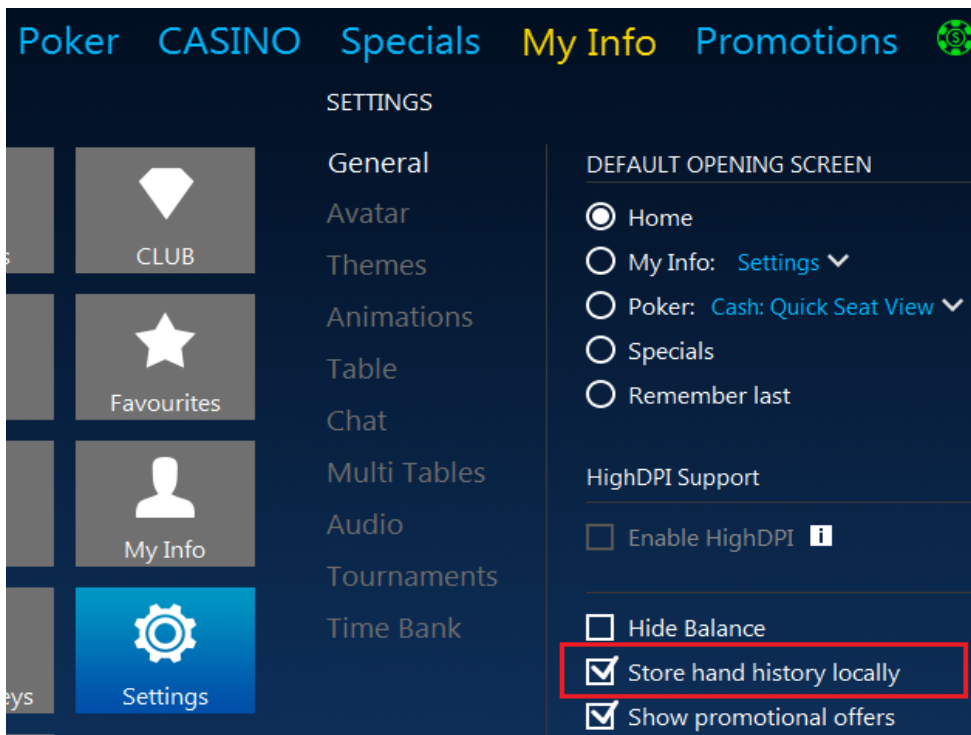 Poker CASINO Specials My Info Promotions
SETTINGS
CLUB
Favourites
My Info
eys
Settings
General
Avatar
Themes
Animations
Table
Chat
Multi Tables
Audio
Tournaments
Time Bank
DEFAULT OPENING SCREEN
Home
My Info: Settings
Poker: Cash: Quick Seat View
Specials
Remember last
HighDPI Support
Enable HighDPI i
Hide Balance
Store hand history locally
Show promotional offers